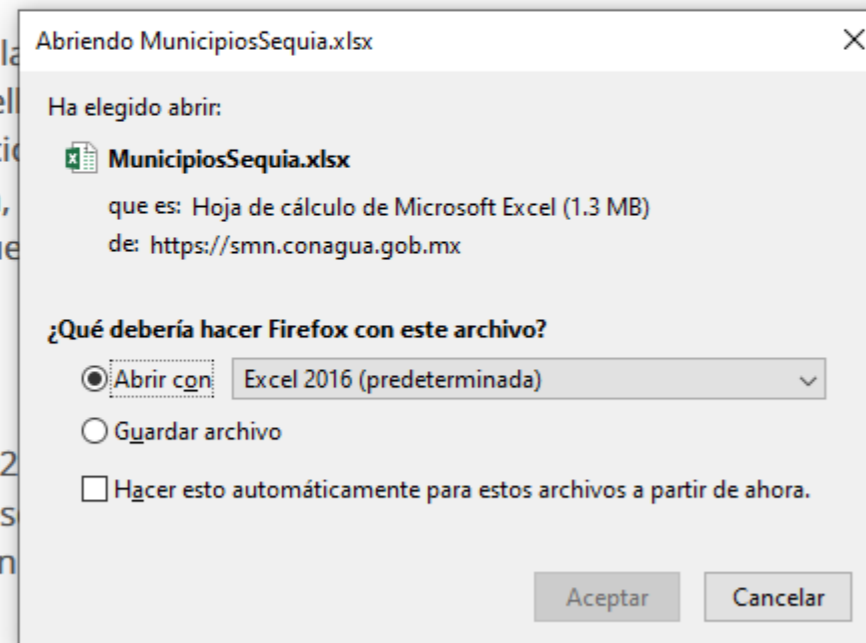 Abriendo MunicipiosSequia.xlsx
Ha elegido abrir:
MunicipiosSequia.xlsx
que es: Hoja de cálculo de Microsoft Excel (1.3 MB)
de: https://smn.conagua.gob.mx
¿Qué debería hacer Firefox con este archivo?
Abrir con Excel 2016 (predeterminada)
Guardar archivo
Hacer esto automáticamente para estos archivos a partir de ahora.
Aceptar Cancelar